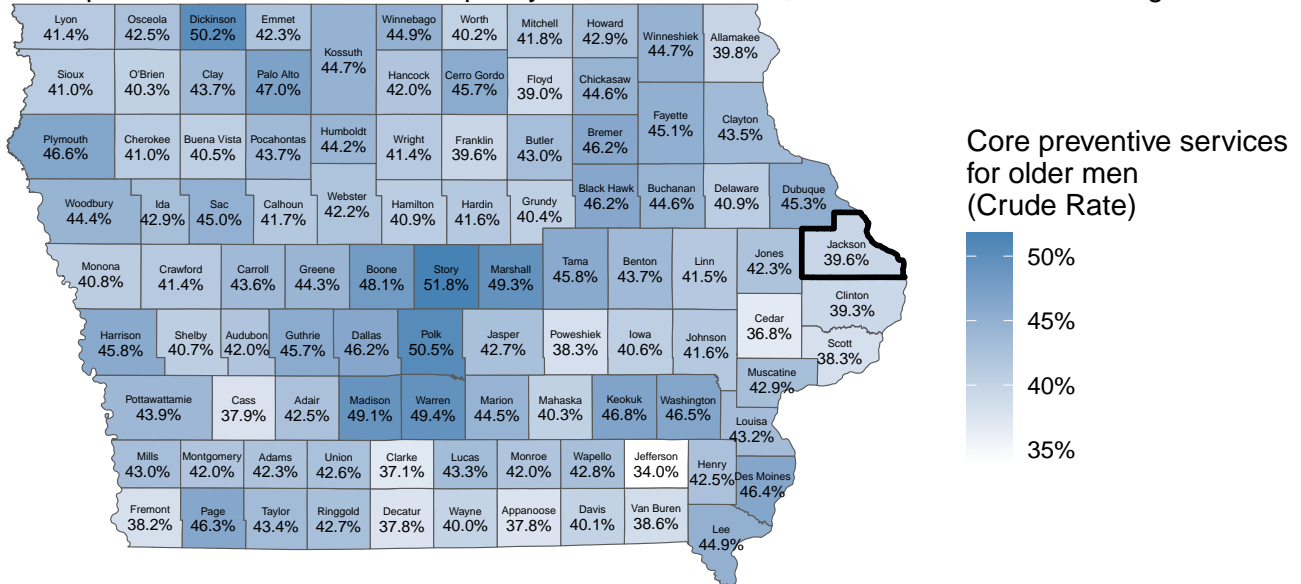 Lyon Osceola Dickinson Emmet Winnebago Worth Mitchell Howard Winneshiek Allamakee
41.4% 42.5% 50.2% 42.3% 44.9% 40.2% 41.8% 42.9% 44.7% 39.8%
Kossuth
44.7%
Sioux O'Brien Clay Palo Alto Hancock Cerro Gordo Floyd Chickasaw
41.0% 40.3% 43.7% 47.0% 42.0% 45.7% 39.0% 44.6%
Fayette Clayton
45.1% 43.5%
Plymouth Cherokee Buena Vista Pocahontas Humboldt Wright Franklin Butler Bremer
46.6% 41.0% 40.5% 43.7% 44.2% 41.4% 39.6% 43.0% 46.2%
Woodbury Ida Sac Calhoun Webster Hamilton Hardin Grundy Black Hawk Buchanan Delaware Dubuque
44.4% 42.9% 45.0% 41.7% 42.2% 40.9% 41.6% 40.4% 46.2% 44.6% 40.9% 45.3%
Monona Crawford Carroll Greene Boone Story Marshall Tama Benton Linn Jones Jackson
40.8% 41.4% 43.6% 44.3% 48.1% 51.8% 49.3% 45.8% 43.7% 41.5% 42.3% 39.6%
Clinton
39.3%
Harrison Shelby Audubon Guthrie Dallas Polk Jasper Poweshiek Iowa Johnson Cedar Scott
45.8% 40.7% 42.0% 45.7% 46.2% 50.5% 42.7% 38.3% 40.6% 41.6% 36.8% 38.3%
Muscatine
42.9%
Pottawattamie Cass Adair Madison Warren Marion Mahaska Keokuk Washington
43.9% 37.9% 42.5% 49.1% 49.4% 44.5% 40.3% 46.8% 46.5%
Louisa
43.2%
Mills Montgomery Adams Union Clarke Lucas Monroe Wapello Jefferson Henry Des Moines
43.0% 42.0% 42.3% 42.6% 37.1% 43.3% 42.0% 42.8% 34.0% 42.5% 46.4%
Fremont Page Taylor Ringgold Decatur Wayne Appanoose Davis Van Buren Lee
38.2% 46.3% 43.4% 42.7% 37.8% 40.0% 37.8% 40.1% 38.6% 44.9%
Core preventive services
for older men
(Crude Rate)
50%
45%
40%
35%